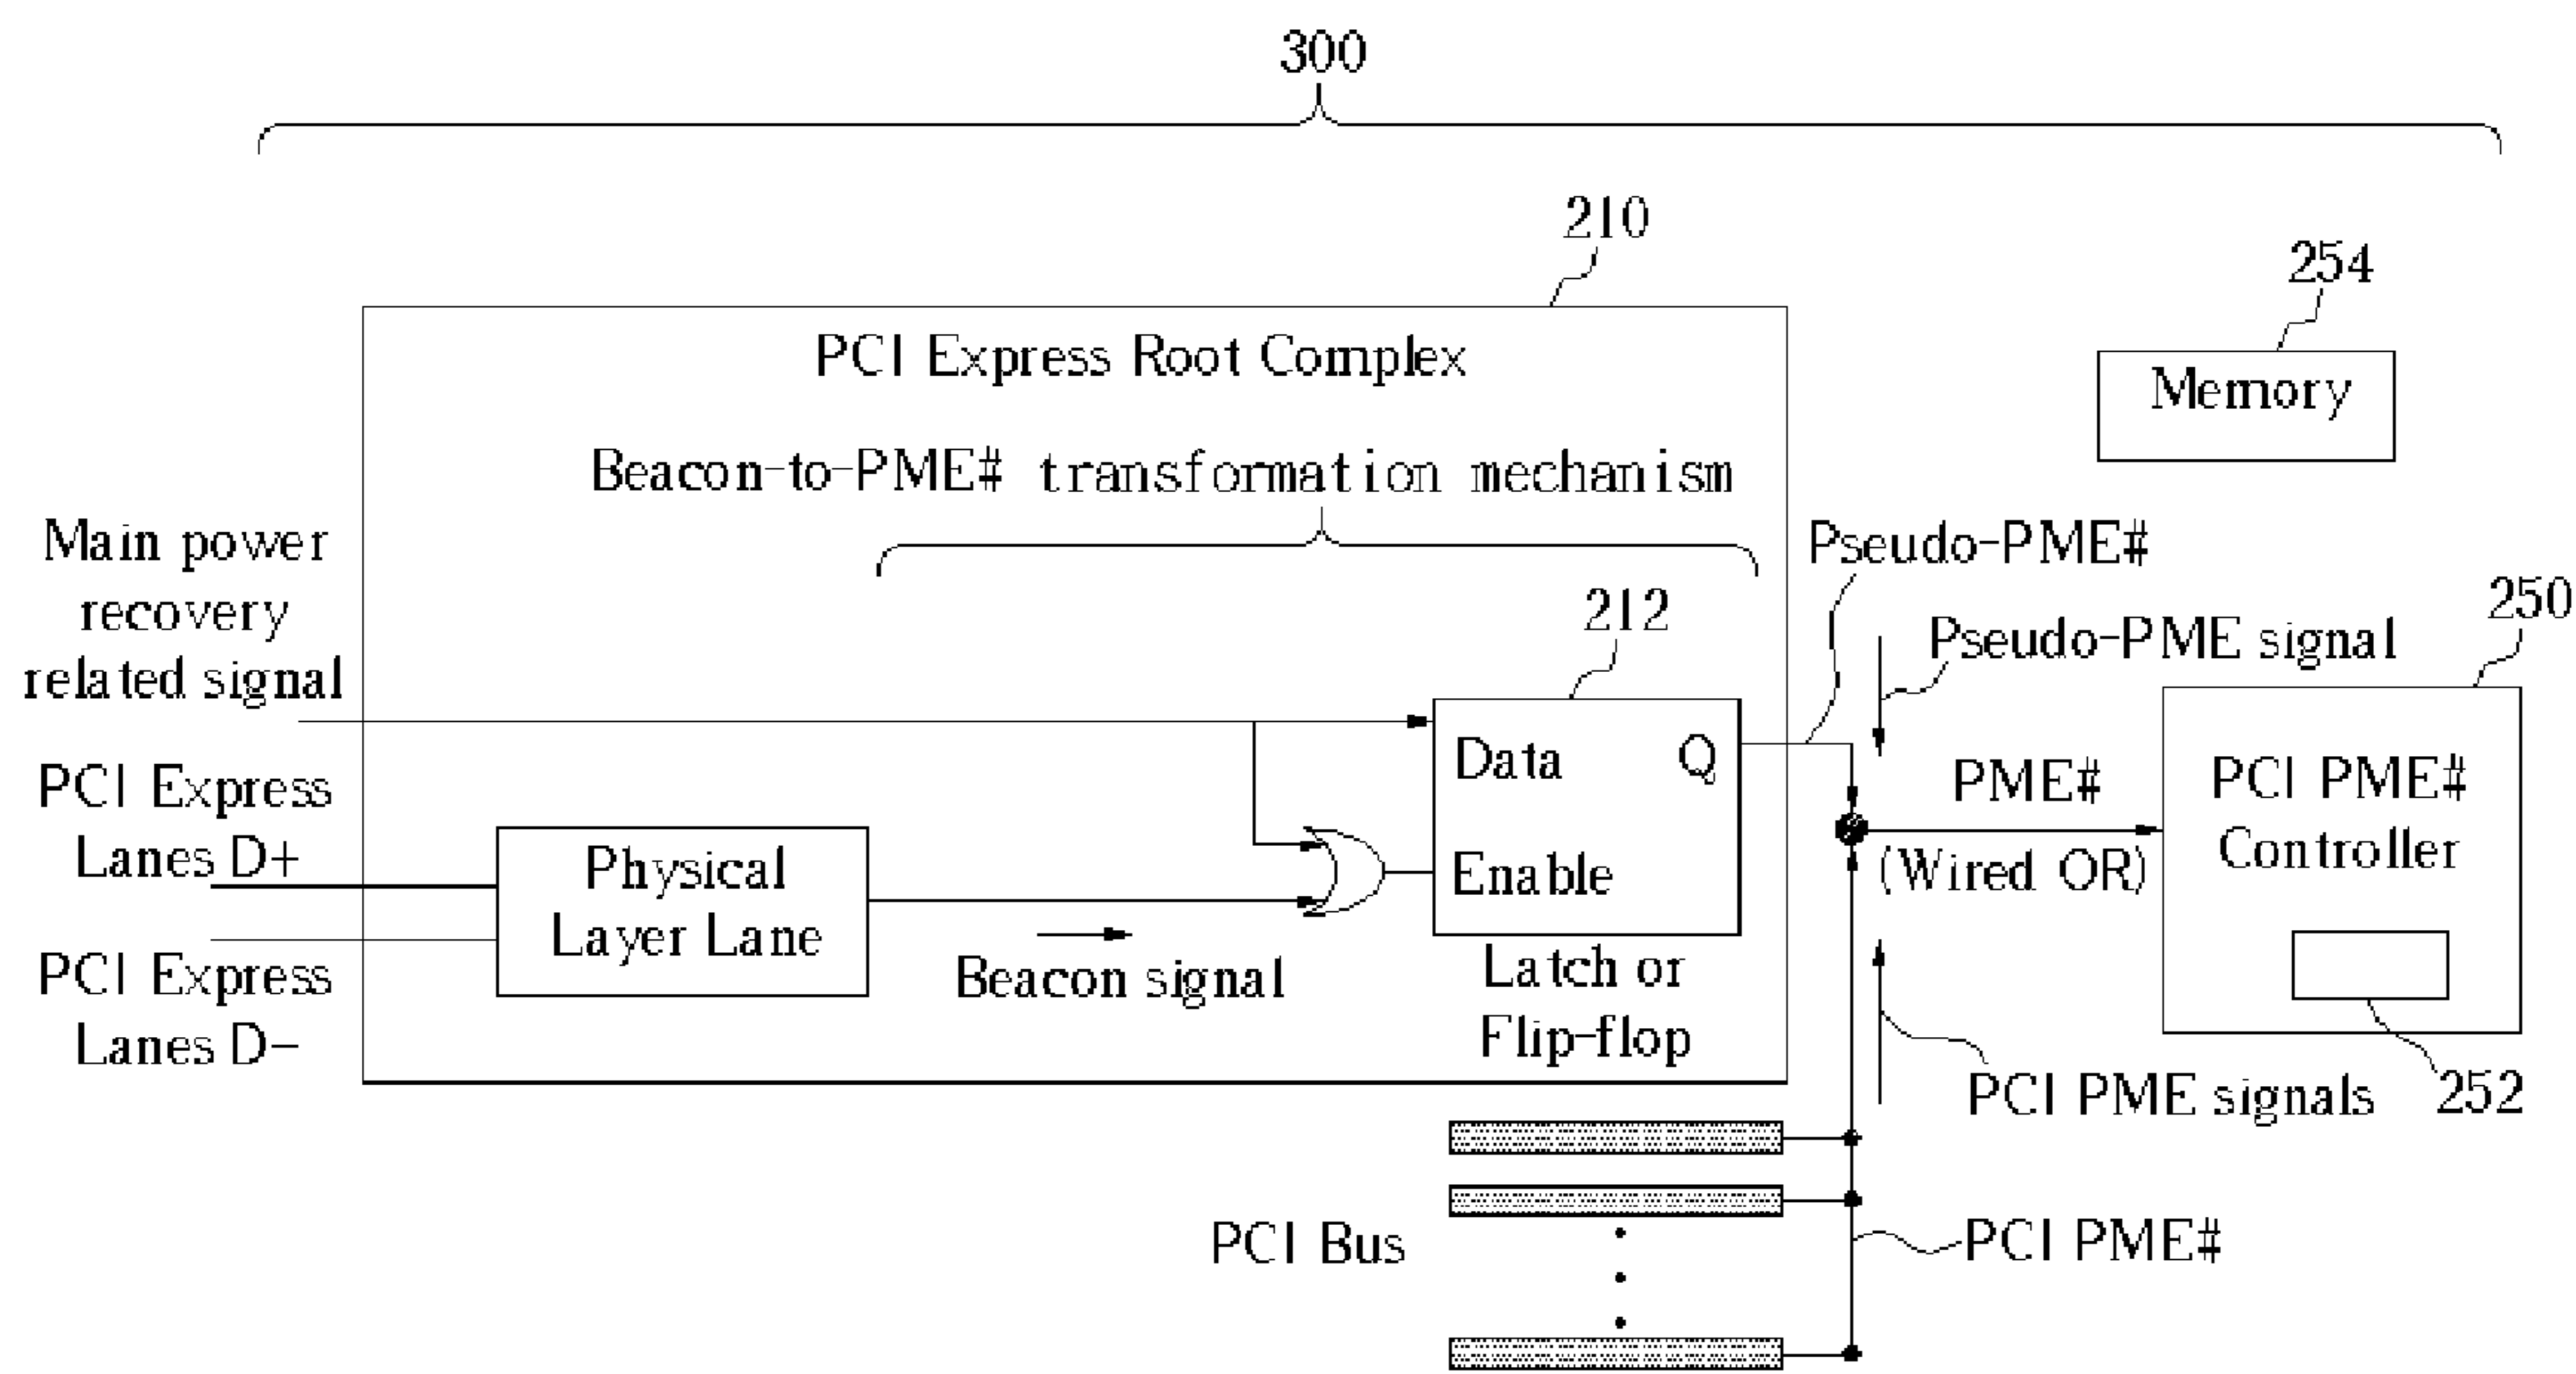 300
210
254
PCI Express Root Complex
Memory
Beacon-to-PME# transformation mechanism
Main power
recovery
related signal
Pseudo-PME#
212
250
Pseudo-PME signal
Data
Q
PCI Express
Lanes D+
PME#
PCI PME#
Controller
Physical
Layer Lane
Enable
(Wired OR)
PCI Express
Lanes D-
Beacon signal
Latch or
Flip-flop
PCI PME signals
252
PCI Bus
PCI PME#